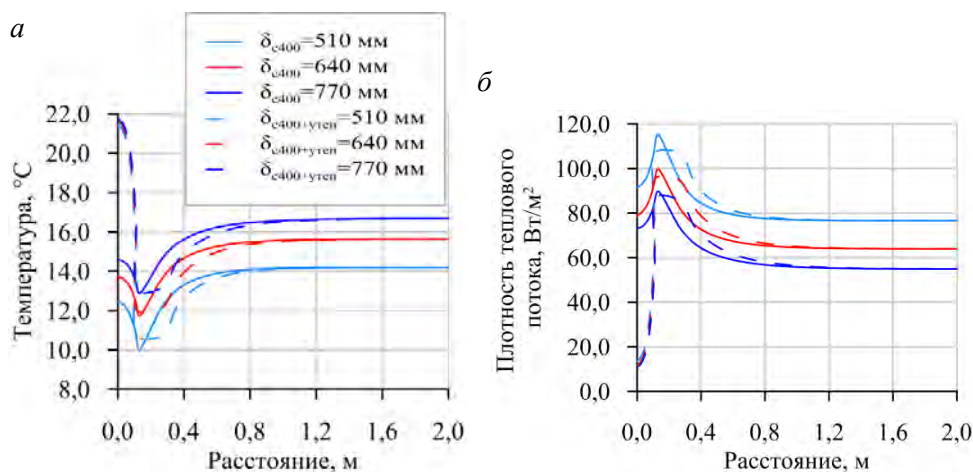 а
δс400=510 мм
δс400=640 мм
δс400=770 мм
δс400+утеп=510 мм
δс400+утеп=640 мм
δс400+утеп=770 мм
Температура, °С
22,0
20,0
18,0
16,0
14,0
12,0
10,0
8,0
0,0 0,4 0,8 1,2 1,6 2,0
Расстояние, м
б
Плотность теплового
потока, Вт/м²
120,0
100,0
80,0
60,0
40,0
20,0
0,0
0,0 0,4 0,8 1,2 1,6 2,0
Расстояние, м